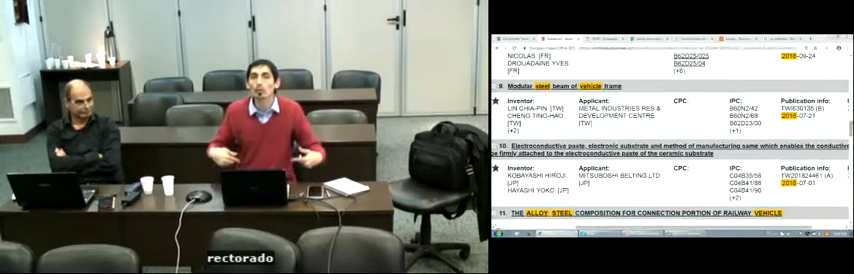 rectorado
NICOLAS [FR] B62D25/025 2018-09-24
DROUADAINE YVES B62D25/04
[FR] (+6)
9. Modular steel beam of vehicle frame
Inventor: Applicant: CPC: IPC: Publication info:
LIN CHIA-PIN [TW] METAL INDUSTRIES RES & B60N2/42 TWI630136 (B)
CHENG TING-HAO DEVELOPMENT CENTRE B60N2/68 2018-07-21
[TW] [TW] B62D23/00
(+2) (+1)
10. Electroconductive paste, electronic substrate and method of manufacturing same which enables the conductive
be firmly attached to the electroconductive paste of the ceramic substrate
Inventor: Applicant: CPC: IPC: Publication info:
KOBAYASHI HIROJI MITSUBOSHI BELTING LTD C04B35/58 TW201824461 (A)
[JP] [JP] C04B41/86 2018-07-01
HAYASHI YOKO [JP] C04B41/90
(+2)
11. THE ALLOY STEEL COMPOSITION FOR CONNECTION PORTION OF RAILWAY VEHICLE